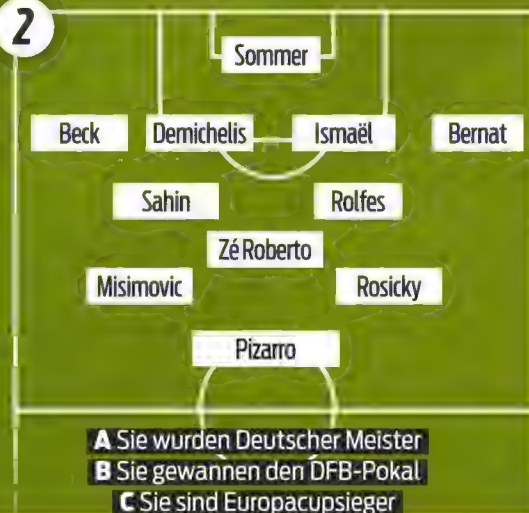 2
Sommer
Beck Demichelis Ismaël Bernat
Sahin Rolfes
Zé Roberto
Misimovic Rosicky
Pizarro
A Sie wurden Deutscher Meister
B Sie gewannen den DFB-Pokal
C Sie sind Europacupsieger